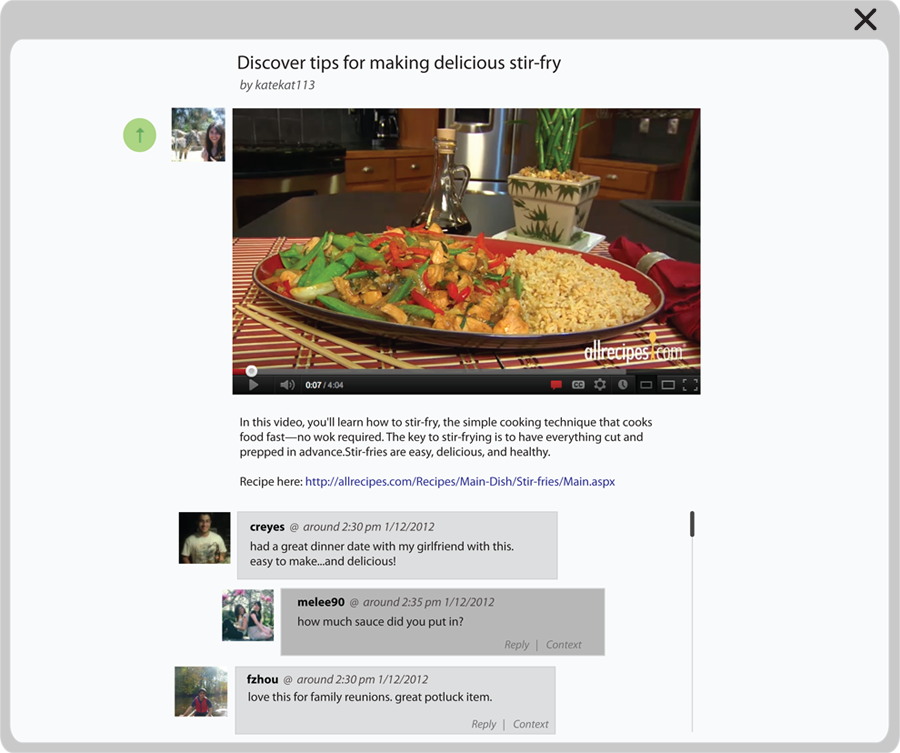 Discover tips for making delicious stir-fry
by katekat113
allrecipes.com
0:07 / 4:04
CC
In this video, you'll learn how to stir-fry, the simple cooking technique that cooks
food fast—no wok required. The key to stir-frying is to have everything cut and
prepped in advance.Stir-fries are easy, delicious, and healthy.
Recipe here: http://allrecipes.com/Recipes/Main-Dish/Stir-fries/Main.aspx
creyes @ around 2:30 pm 1/12/2012
had a great dinner date with my girlfriend with this.
easy to make...and delicious!
melee90 @ around 2:35 pm 1/12/2012
how much sauce did you put in?
Reply | Context
fzhou @ around 2:30 pm 1/12/2012
love this for family reunions. great potluck item.
Reply | Context